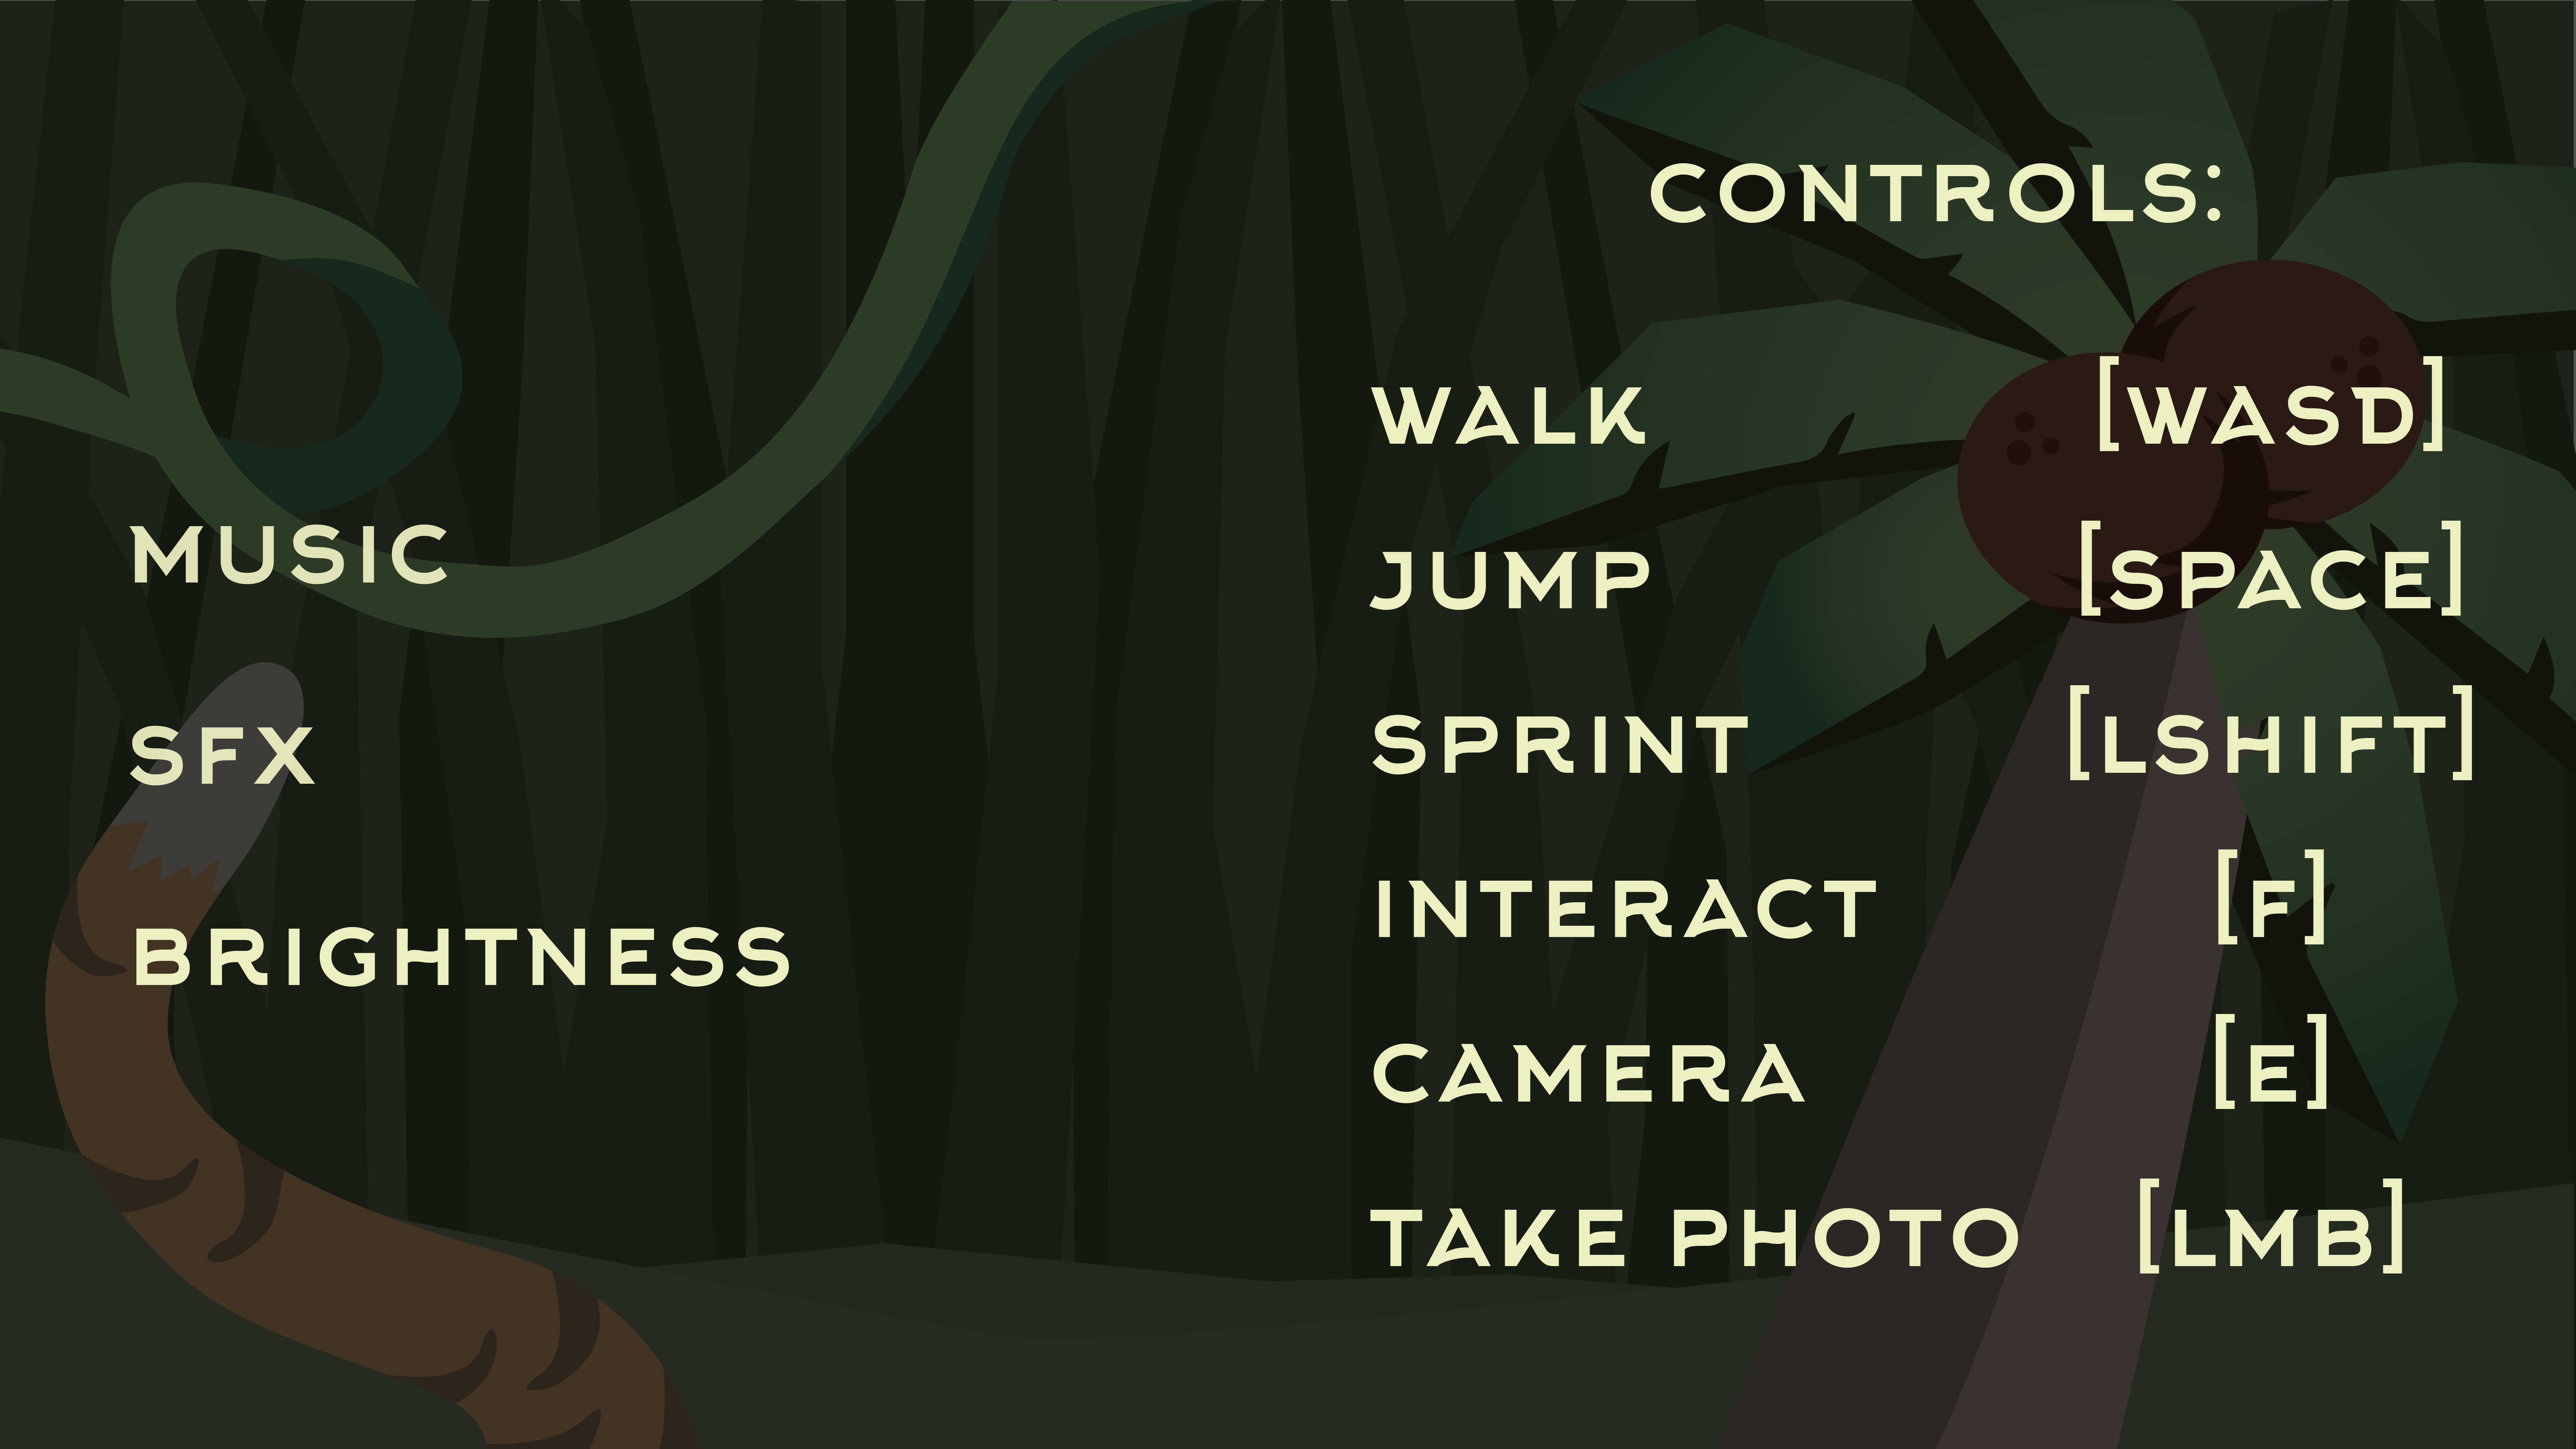 MUSIC
SFX
BRIGHTNESS
CONTROLS:
WALK [WASD]
JUMP [SPACE]
SPRINT [LSHIFT]
INTERACT [F]
CAMERA [E]
TAKE PHOTO [LMB]